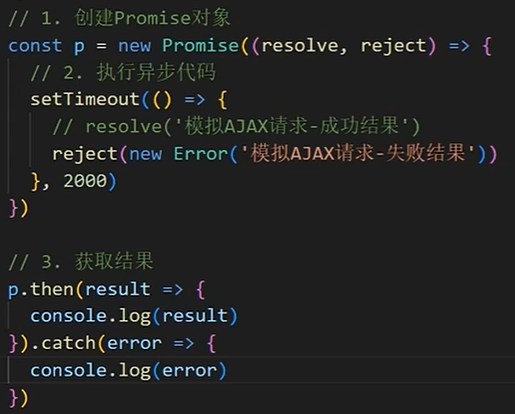 // 1. 创建Promise对象
const p = new Promise((resolve, reject) => {
  // 2. 执行异步代码
  setTimeout(() => {
    // resolve('模拟AJAX请求-成功结果')
    reject(new Error('模拟AJAX请求-失败结果'))
  }, 2000)
})

// 3. 获取结果
p.then(result => {
  console.log(result)
}).catch(error => {
  console.log(error)
})